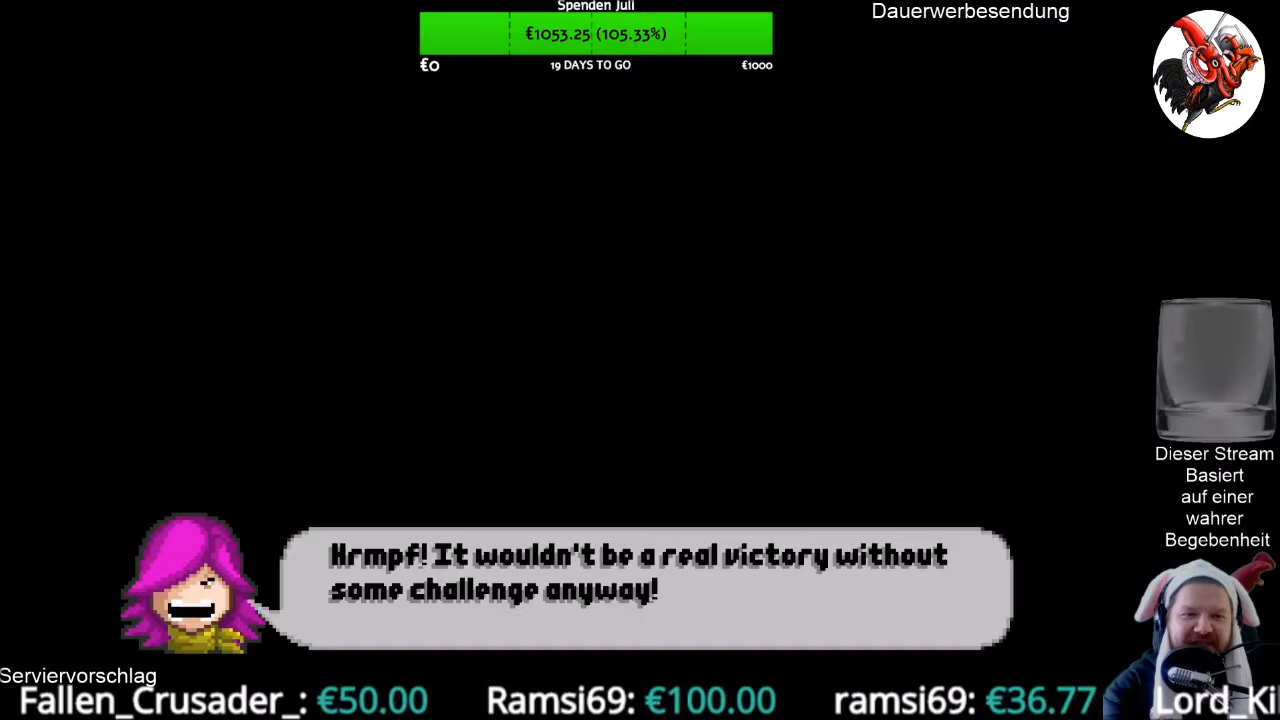 Spenden Juli
€1053.25 (105.33%)
€0
19 DAYS TO GO
€1000
Dauerwerbesendung
Dieser Stream
Basiert
auf einer
wahrer
Begebenheit
Hrmpf! It wouldn't be a real victory without
some challenge anyway!
Serviervorschlag
Fallen_Crusader_: €50.00 Ramsi69: €100.00 ramsi69: €36.77